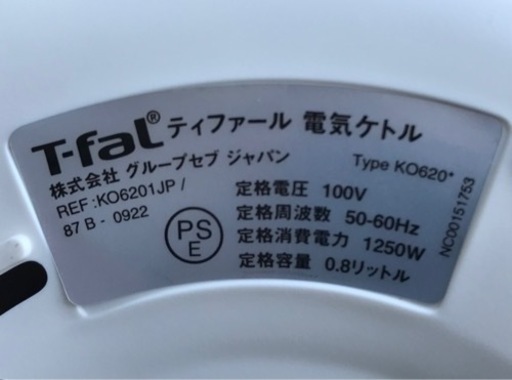 T-fal® ティファール 電気ケトル
株式会社 グループセブ ジャパン Type KO620*
REF:KO6201JP /
87 B - 0922
PS
E
定格電圧 100V
定格周波数 50-60Hz
定格消費電力 1250W
定格容量 0.8リットル
NC00151753